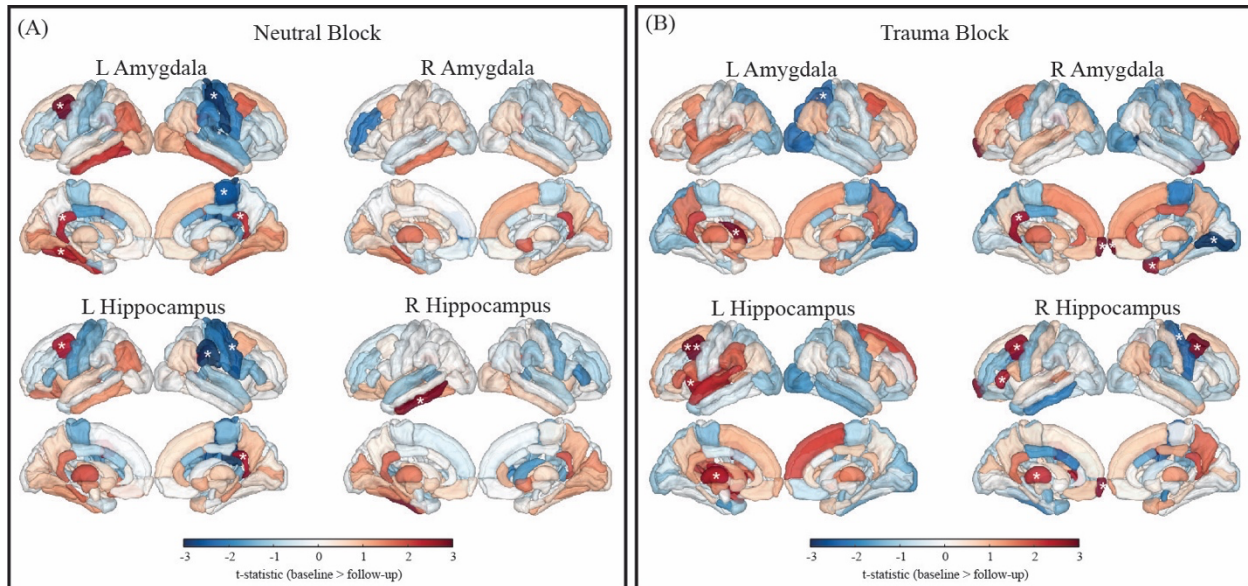 (A)
Neutral Block
L Amygdala
R Amygdala
* * * * * *
L Hippocampus
R Hippocampus
* * * * *
-3 -2 -1 0 1 2 3
t-statistic (baseline > follow-up)
(B)
Trauma Block
L Amygdala
R Amygdala
L Hippocampus
R Hippocampus
-3 -2 -1 0 1 2 3
t-statistic (baseline > follow-up)